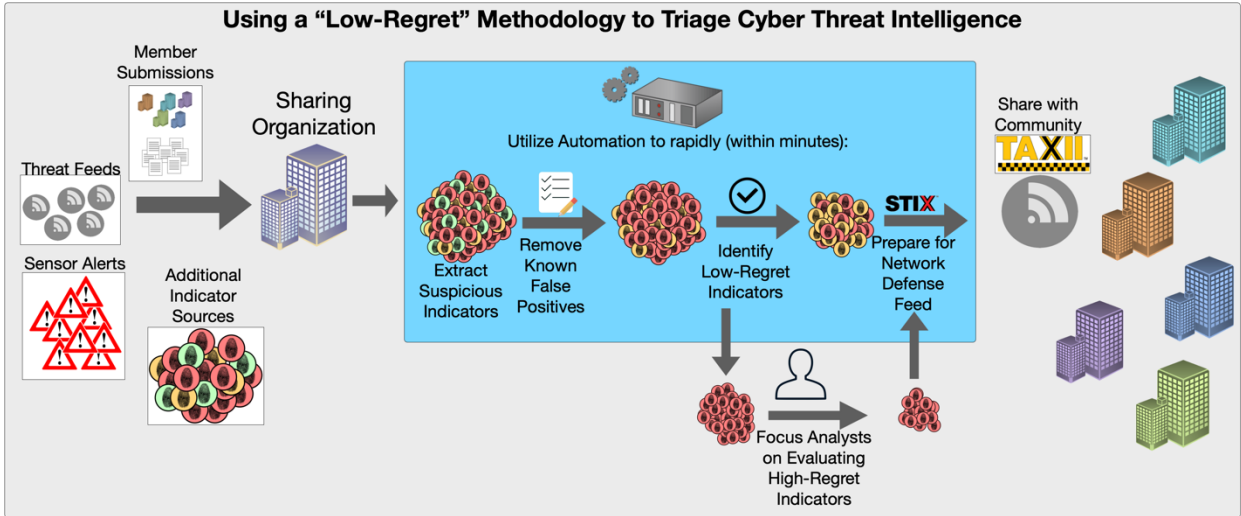 Using a “Low-Regret” Methodology to Triage Cyber Threat Intelligence
Member
Submissions
Threat Feeds
Sensor Alerts
Additional
Indicator
Sources
Sharing
Organization
Utilize Automation to rapidly (within minutes):
Extract
Suspicious
Indicators
Remove
Known
False
Positives
Identify
Low-Regret
Indicators
STIX
Prepare for
Network
Defense
Feed
Focus Analysts
on Evaluating
High-Regret
Indicators
Share with
Community
TAXII